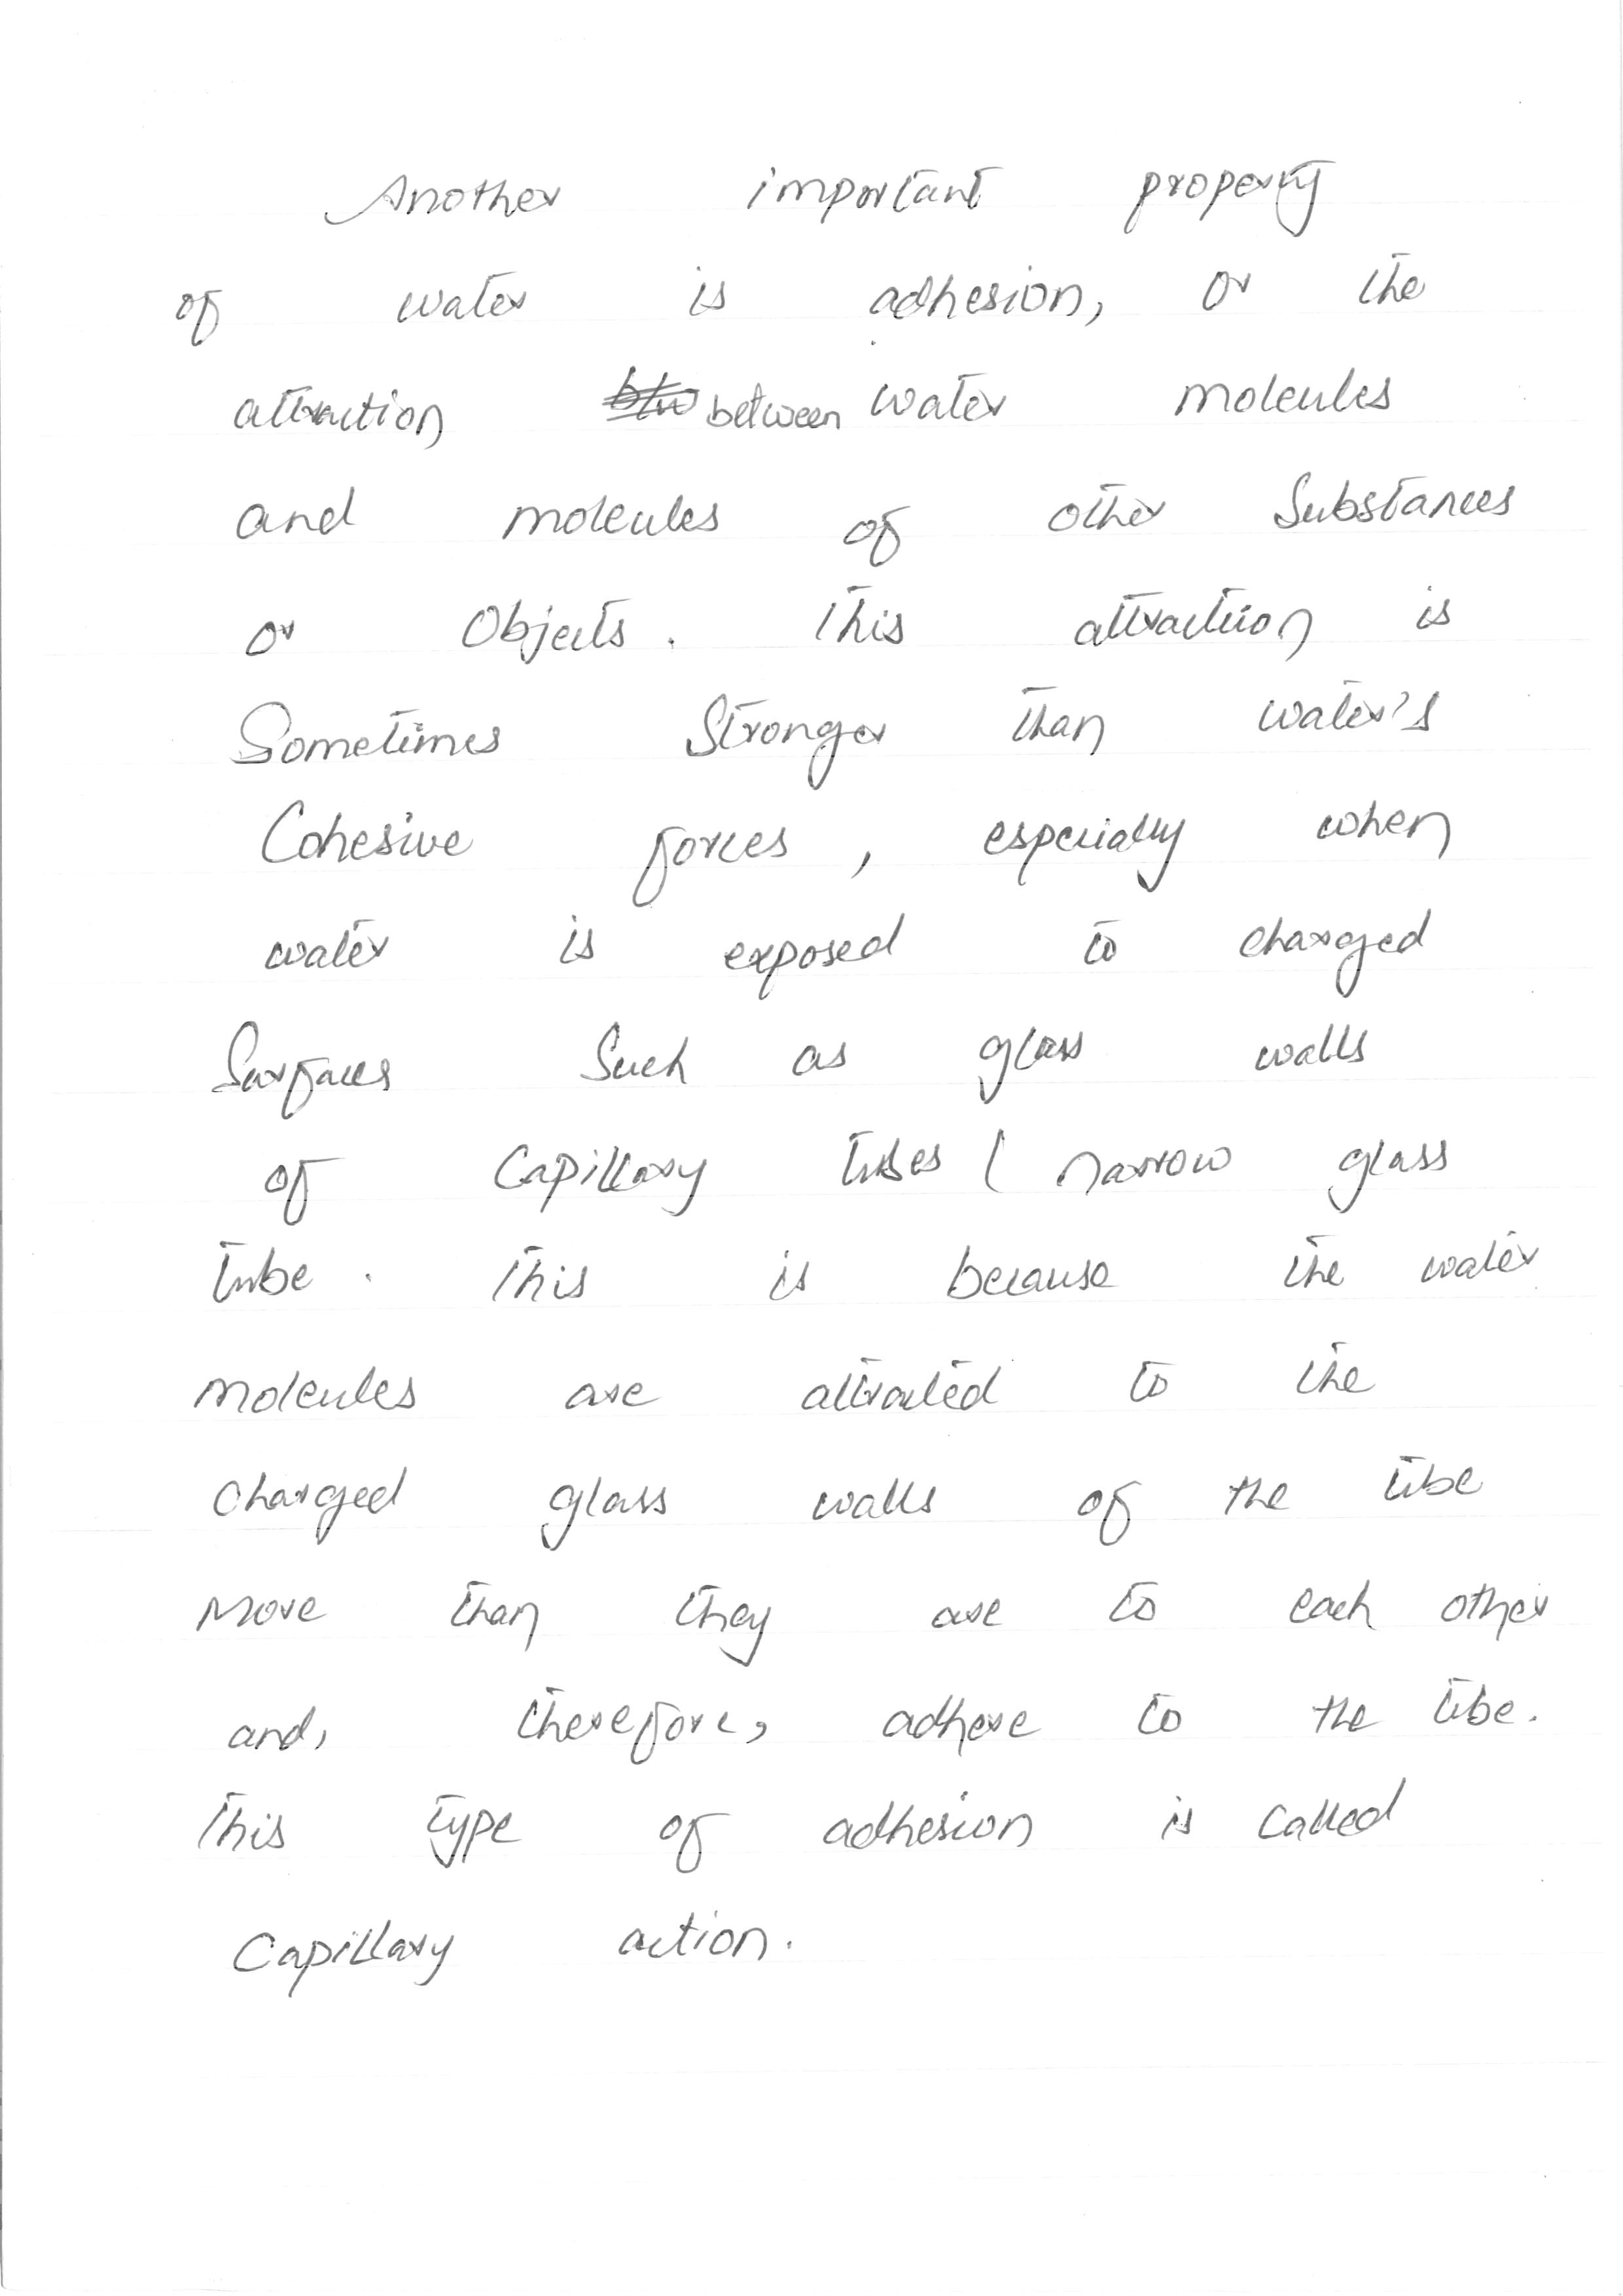 Another important property
of water is adhesion, or the
attraction btw between water molecules
and molecules of other Substances
or Objects. This attraction is
Sometimes Stronger than water's
Cohesive forces, especially when
water is exposed to charged
Surfaces Such as glass walls
of Capillary tubes ( narrow glass
tube. This is because the water
molecules are attracted to the
Charged glass walls of the tube
More than they are to each other
and, therefore, adhere to the tube.
This type of adhesion is called
Capillary action.